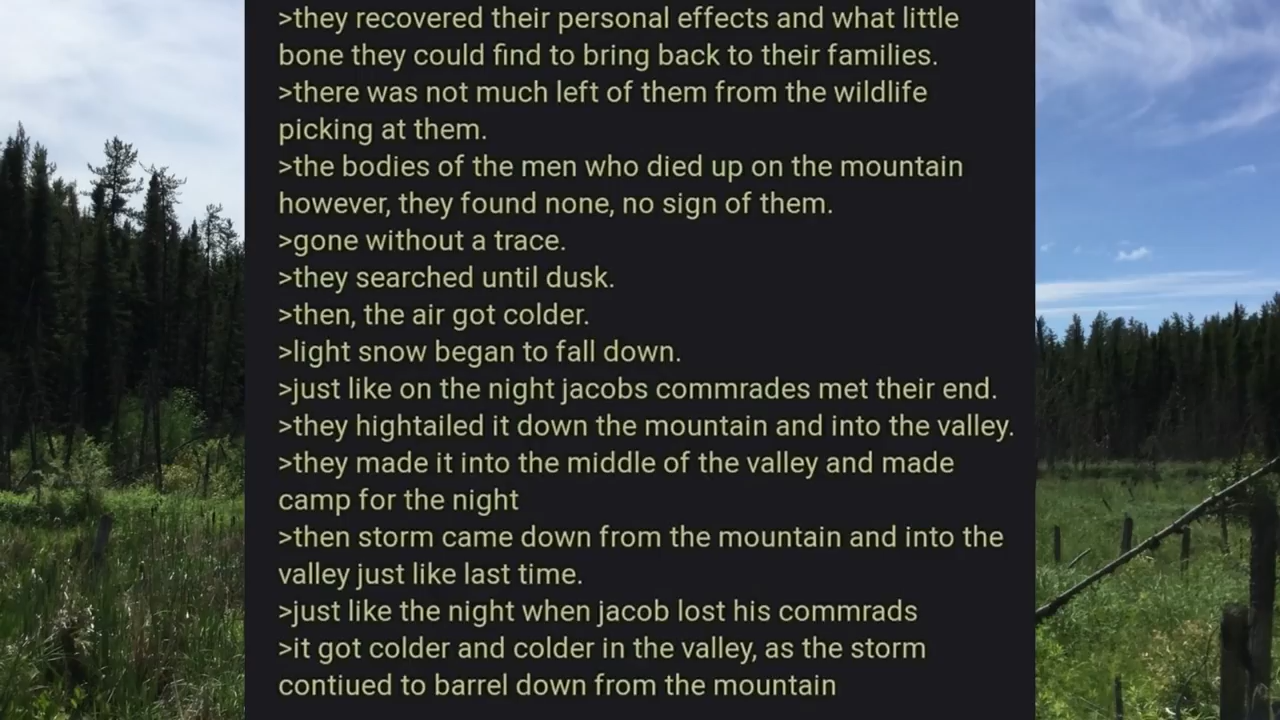 >they recovered their personal effects and what little
bone they could find to bring back to their families.
>there was not much left of them from the wildlife
picking at them.
>the bodies of the men who died up on the mountain
however, they found none, no sign of them.
>gone without a trace.
>they searched until dusk.
>then, the air got colder.
>light snow began to fall down.
>just like on the night jacobs commrades met their end.
>they hightailed it down the mountain and into the valley.
>they made it into the middle of the valley and made
camp for the night
>then storm came down from the mountain and into the
valley just like last time.
>just like the night when jacob lost his commrads
>it got colder and colder in the valley, as the storm
contiued to barrel down from the mountain